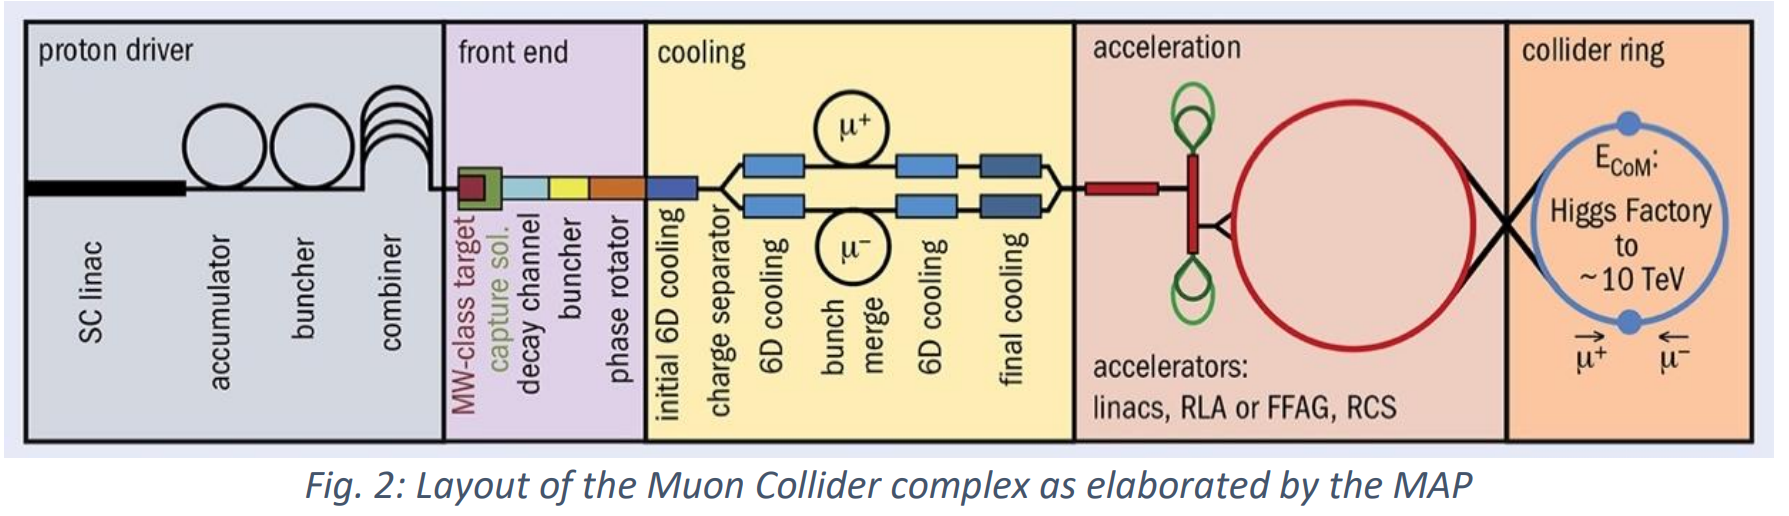 proton driver
SC linac
accumulator
buncher
combiner
front end
MW-class target
capture sol.
decay channel
buncher
phase rotator
cooling
initial 6D cooling
charge separator
6D cooling
μ+
μ−
bunch
merge
6D cooling
final cooling
acceleration
accelerators:
linacs, RLA or FFAG, RCS
collider ring
ECoM:
Higgs Factory
to
~10 TeV
→ ←
μ+ μ−
Fig. 2: Layout of the Muon Collider complex as elaborated by the MAP